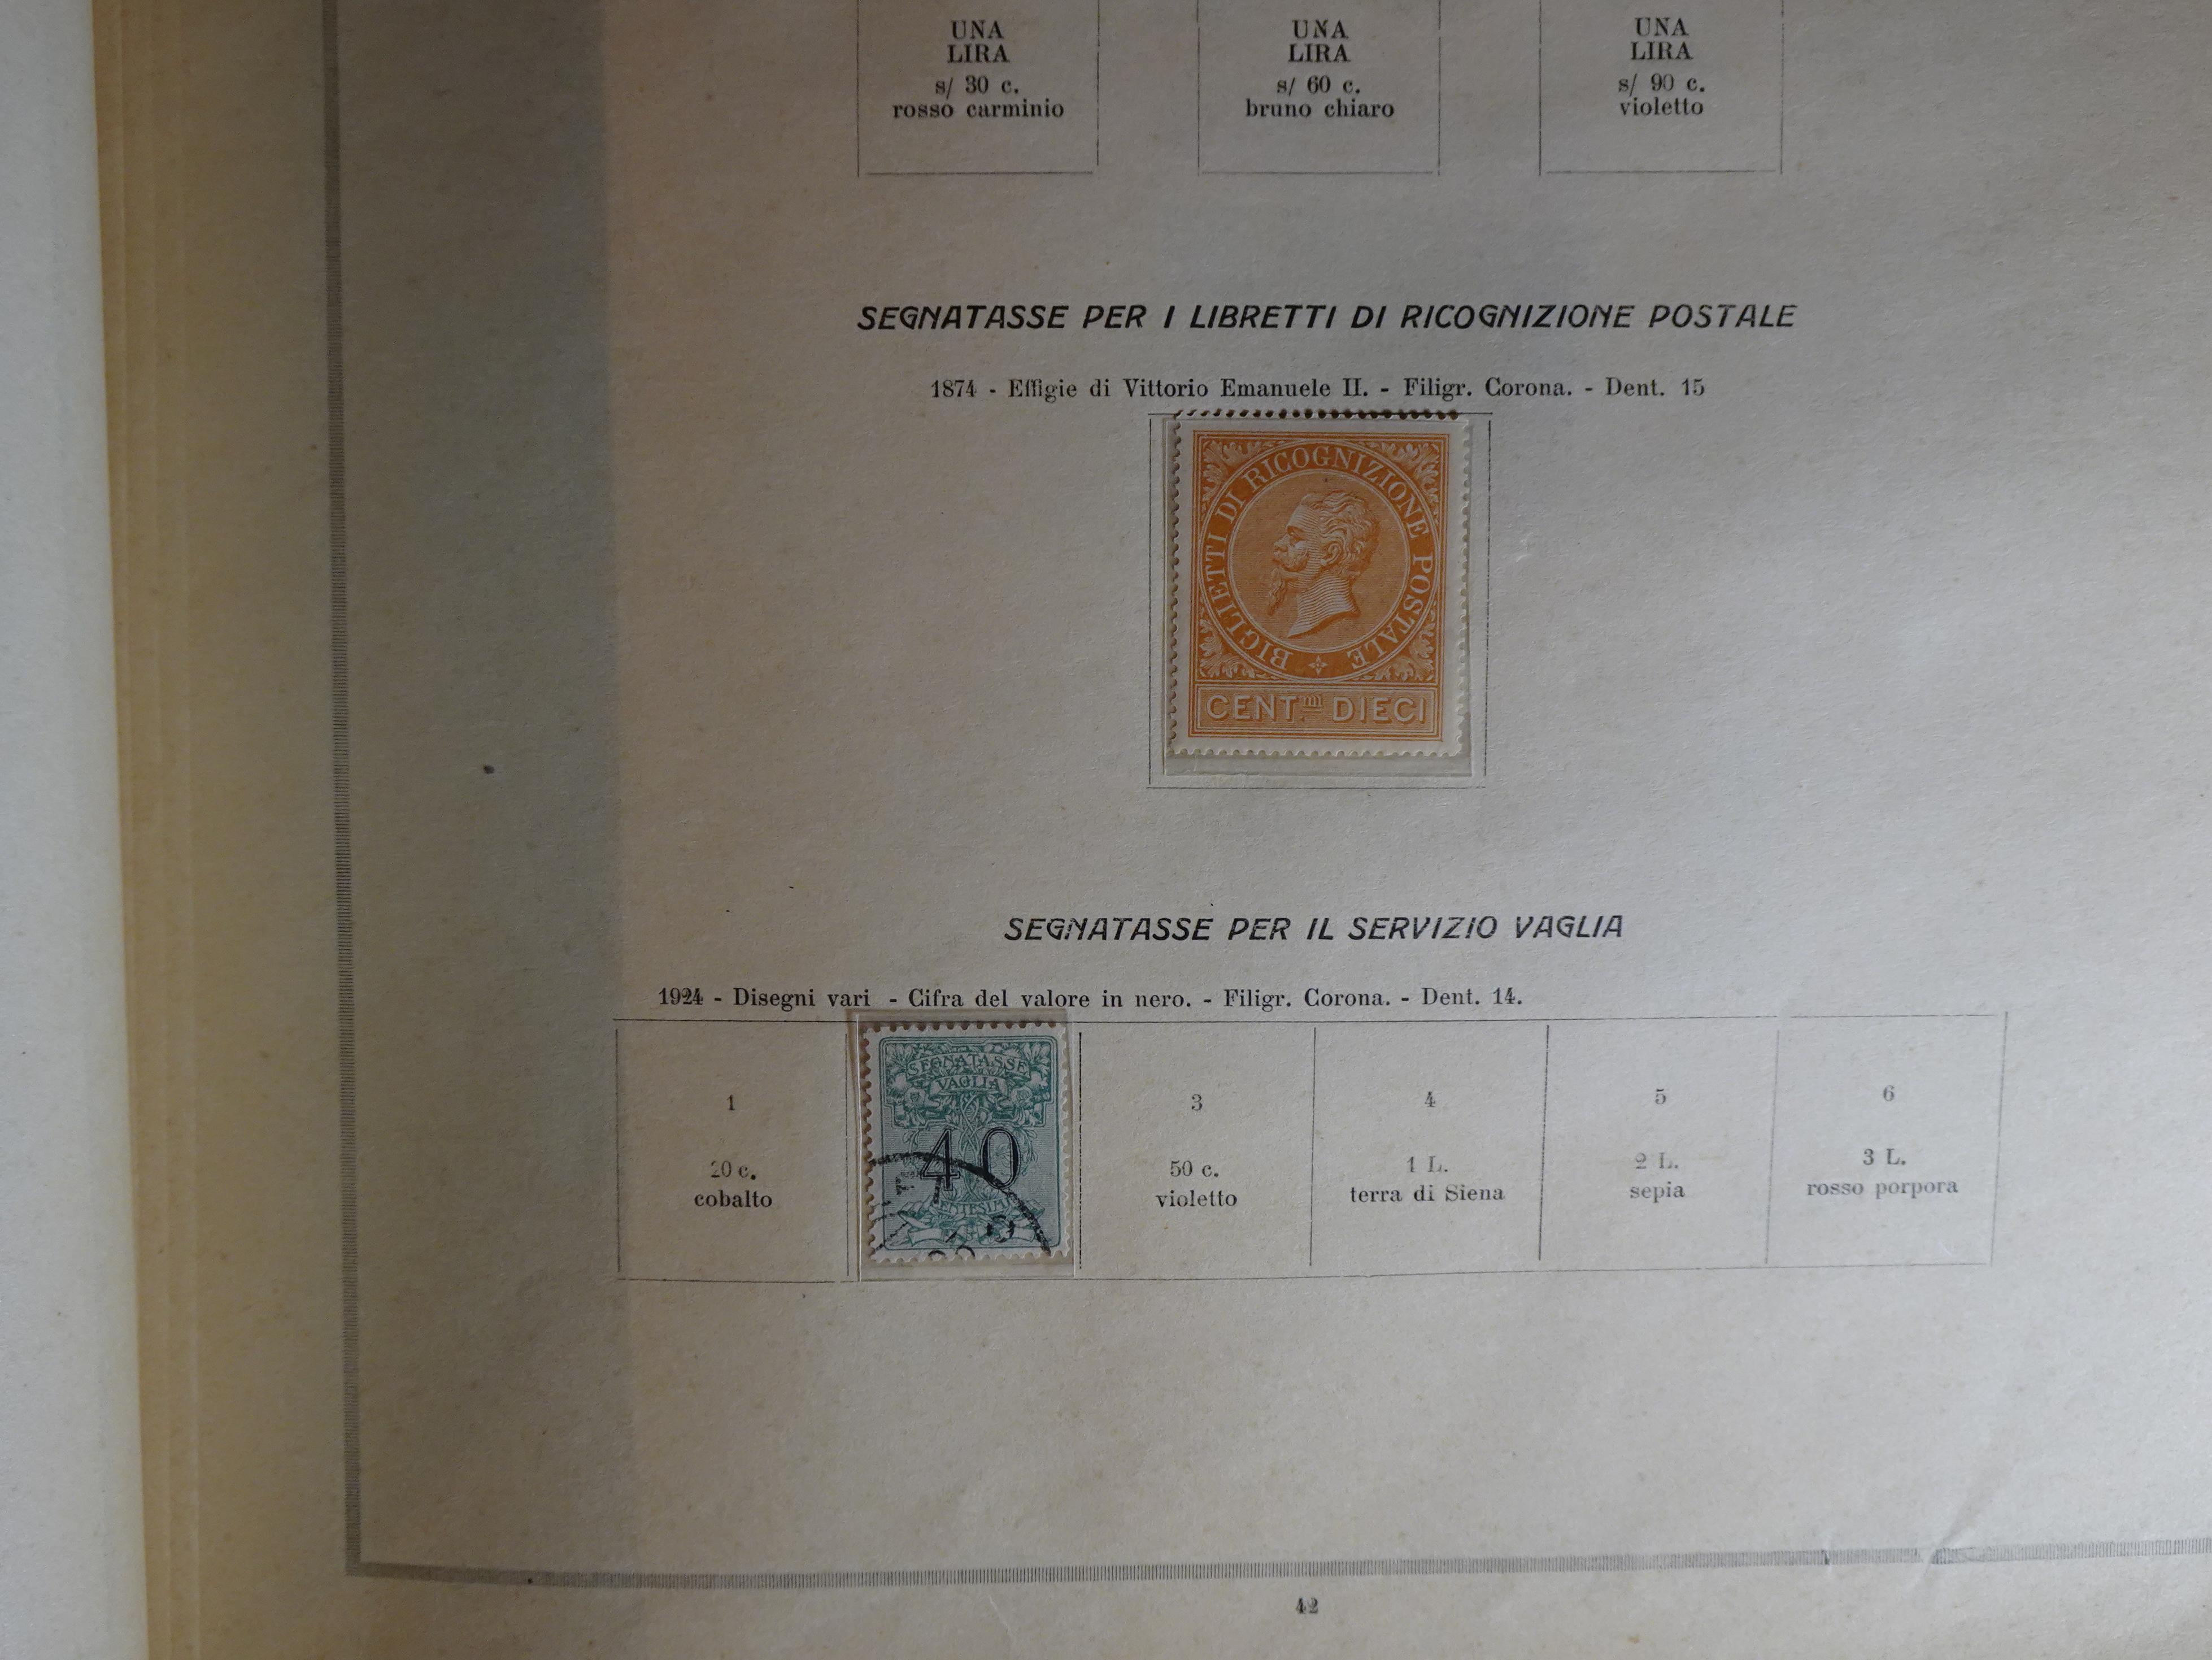 UNA
LIRA
s/ 30 c.
rosso carminio
UNA
LIRA
s/ 60 c.
bruno chiaro
UNA
LIRA
s/ 90 c.
violetto
SEGNATASSE PER I LIBRETTI DI RICOGNIZIONE POSTALE
1874 - Effigie di Vittorio Emanuele II. - Filigr. Corona. - Dent. 15
BIGLIETTI DI RICOGNIZIONE POSTALE
CENT.mi DIECI
SEGNATASSE PER IL SERVIZIO VAGLIA
1924 - Disegni vari - Cifra del valore in nero. - Filigr. Corona. - Dent. 14.
1
20 c.
cobalto
SEGNATASSE
VAGLIA
40
3
50 c.
violetto
4
1 L.
terra di Siena
5
2 L.
sepia
6
3 L.
rosso porpora
42